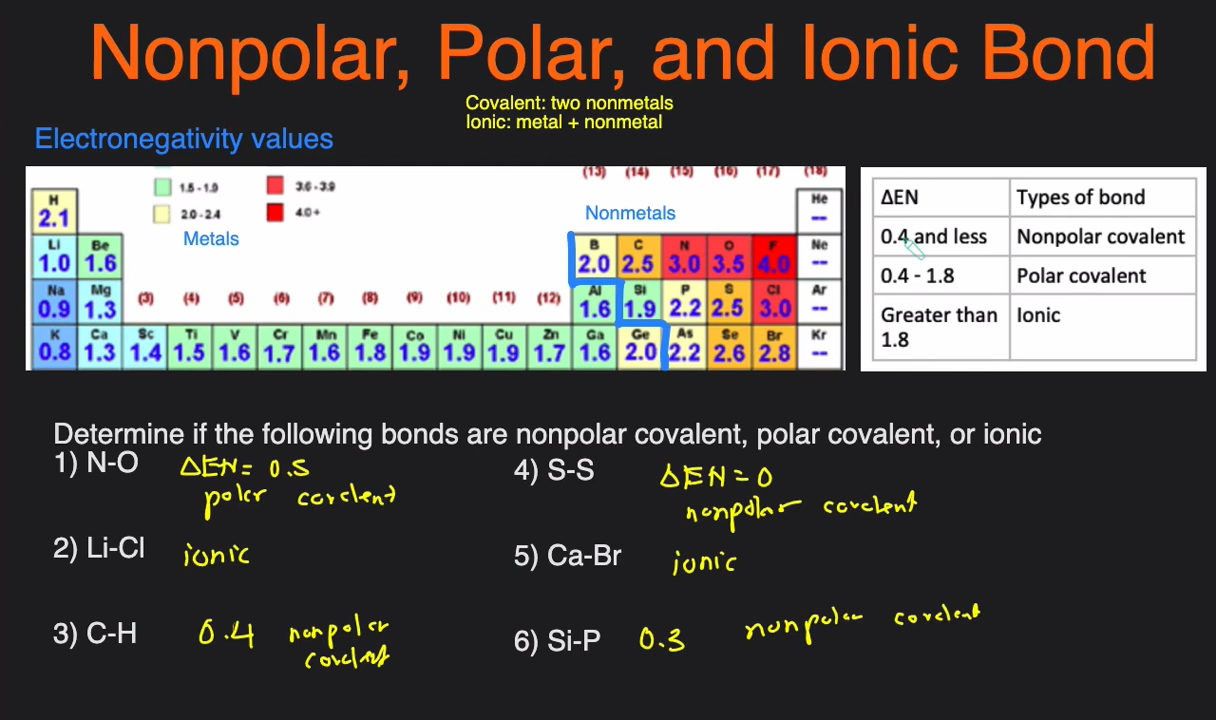 Nonpolar, Polar, and Ionic Bond
Covalent: two nonmetals
Ionic: metal + nonmetal
Electronegativity values
1.5 - 1.9 3.6 - 3.9
2.0 - 2.4 4.0+
Metals
Nonmetals
(13) (14) (15) (16) (17) (18)
H He
2.1 --
Li Be B C N O F Ne
1.0 1.6 2.0 2.5 3.0 3.5 4.0 --
Na Mg (3) (4) (5) (6) (7) (8) (9) (10) (11) (12) Al Si P S Cl Ar
0.9 1.3 1.6 1.9 2.2 2.5 3.0 --
K Ca Sc Ti V Cr Mn Fe Co Ni Cu Zn Ga Ge As Se Br Kr
0.8 1.3 1.4 1.5 1.6 1.7 1.6 1.8 1.9 1.9 1.9 1.7 1.6 2.0 2.2 2.6 2.8 --
ΔEN Types of bond
0.4 and less Nonpolar covalent
0.4 - 1.8 Polar covalent
Greater than Ionic
1.8
Determine if the following bonds are nonpolar covalent, polar covalent, or ionic
1) N-O ΔEN = 0.5
polar covalent
2) Li-Cl ionic
3) C-H 0.4 nonpolar
covalent
4) S-S ΔEN = 0
nonpolar covalent
5) Ca-Br ionic
6) Si-P 0.3 nonpolar covalent